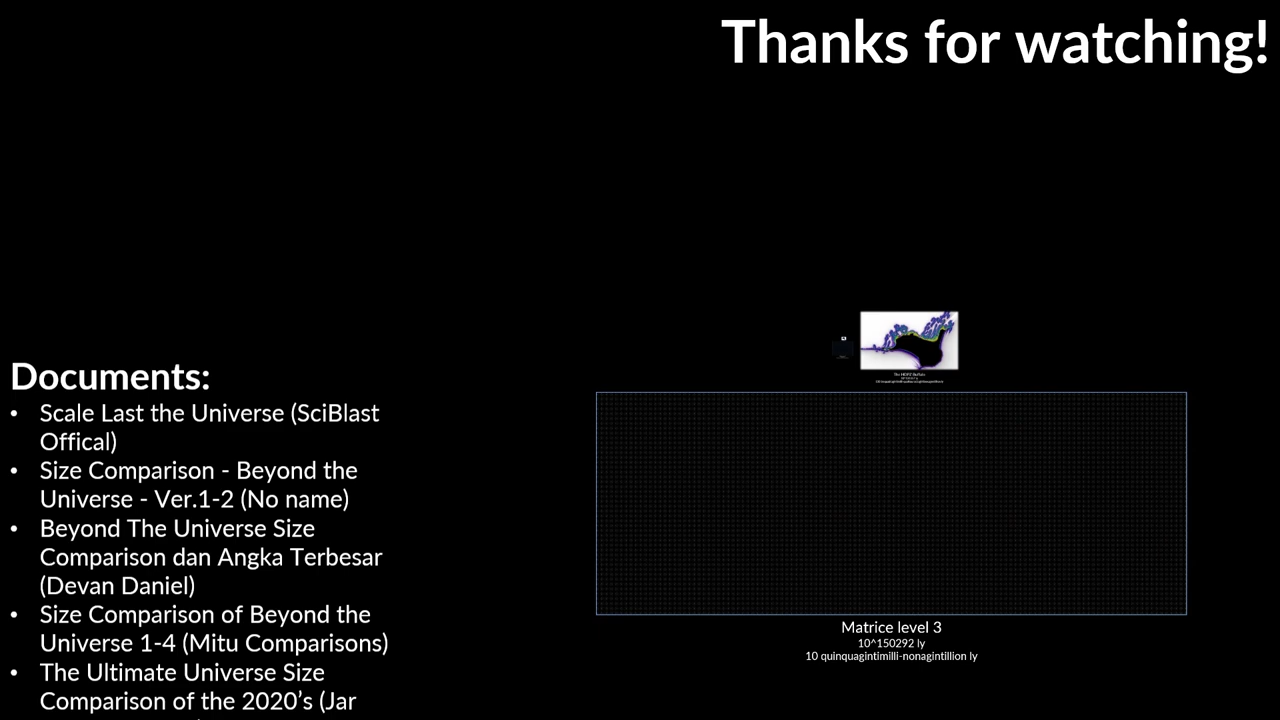 Thanks for watching!
Documents:
• Scale Last the Universe (SciBlast
Offical)
• Size Comparison - Beyond the
Universe - Ver.1-2 (No name)
• Beyond The Universe Size
Comparison dan Angka Terbesar
(Devan Daniel)
• Size Comparison of Beyond the
Universe 1-4 (Mitu Comparisons)
• The Ultimate Universe Size
Comparison of the 2020’s (Jar
Matrice level 3
10^150292 ly
10 quinquagintimilli-nonagintillion ly